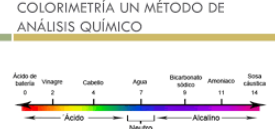 COLORIMETRÍA UN MÉTODO DE
ANÁLISIS QUÍMICO
Ácido de batería Vinagre Cabello Agua Bicarbonato sódico Amoniaco Sosa cáustica
0 2 4 7 9 11 14
Ácido Alcalino
Neutro